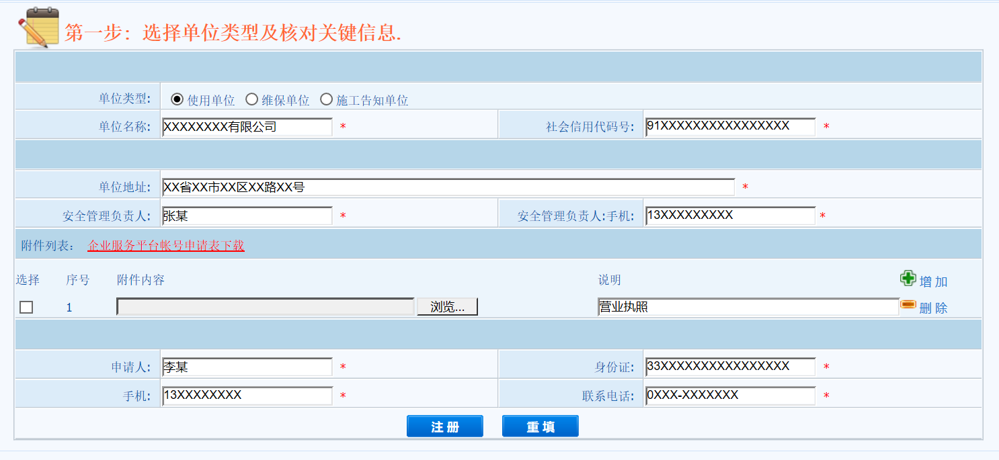 第一步：选择单位类型及核对关键信息.
单位类型: 使用单位 维保单位 施工告知单位
单位名称: XXXXXXXX有限公司 * 社会信用代码号: 91XXXXXXXXXXXXXXXX *
单位地址: XX省XX市XX区XX路XX号 *
安全管理负责人: 张某 * 安全管理负责人:手机: 13XXXXXXXXX *
附件列表： 企业服务平台帐号申请表下载
选择 序号 附件内容 说明 增 加
1 浏览... 营业执照 删 除
申请人: 李某 * 身份证: 33XXXXXXXXXXXXXXXX *
手机: 13XXXXXXXX * 联系电话: 0XXX-XXXXXXX *
注 册 重 填